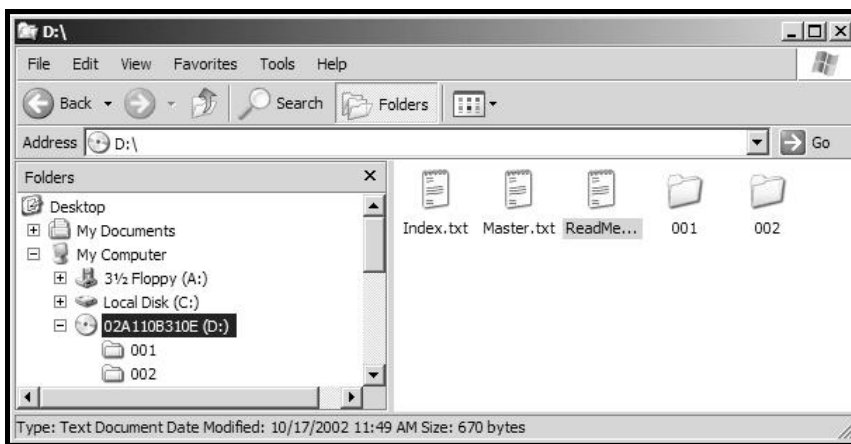 D:\
File Edit View Favorites Tools Help
Back Search Folders
Address D:\ Go
Folders
Desktop
My Documents
My Computer
3½ Floppy (A:)
Local Disk (C:)
02A110B310E (D:)
001
002
Index.txt Master.txt ReadMe... 001 002
Type: Text Document Date Modified: 10/17/2002 11:49 AM Size: 670 bytes